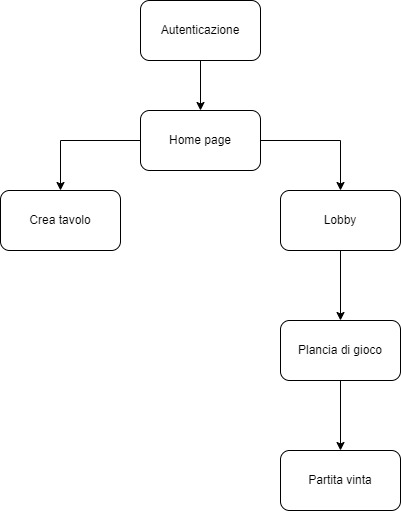 Autenticazione
Home page
Crea tavolo
Lobby
Plancia di gioco
Partita vinta